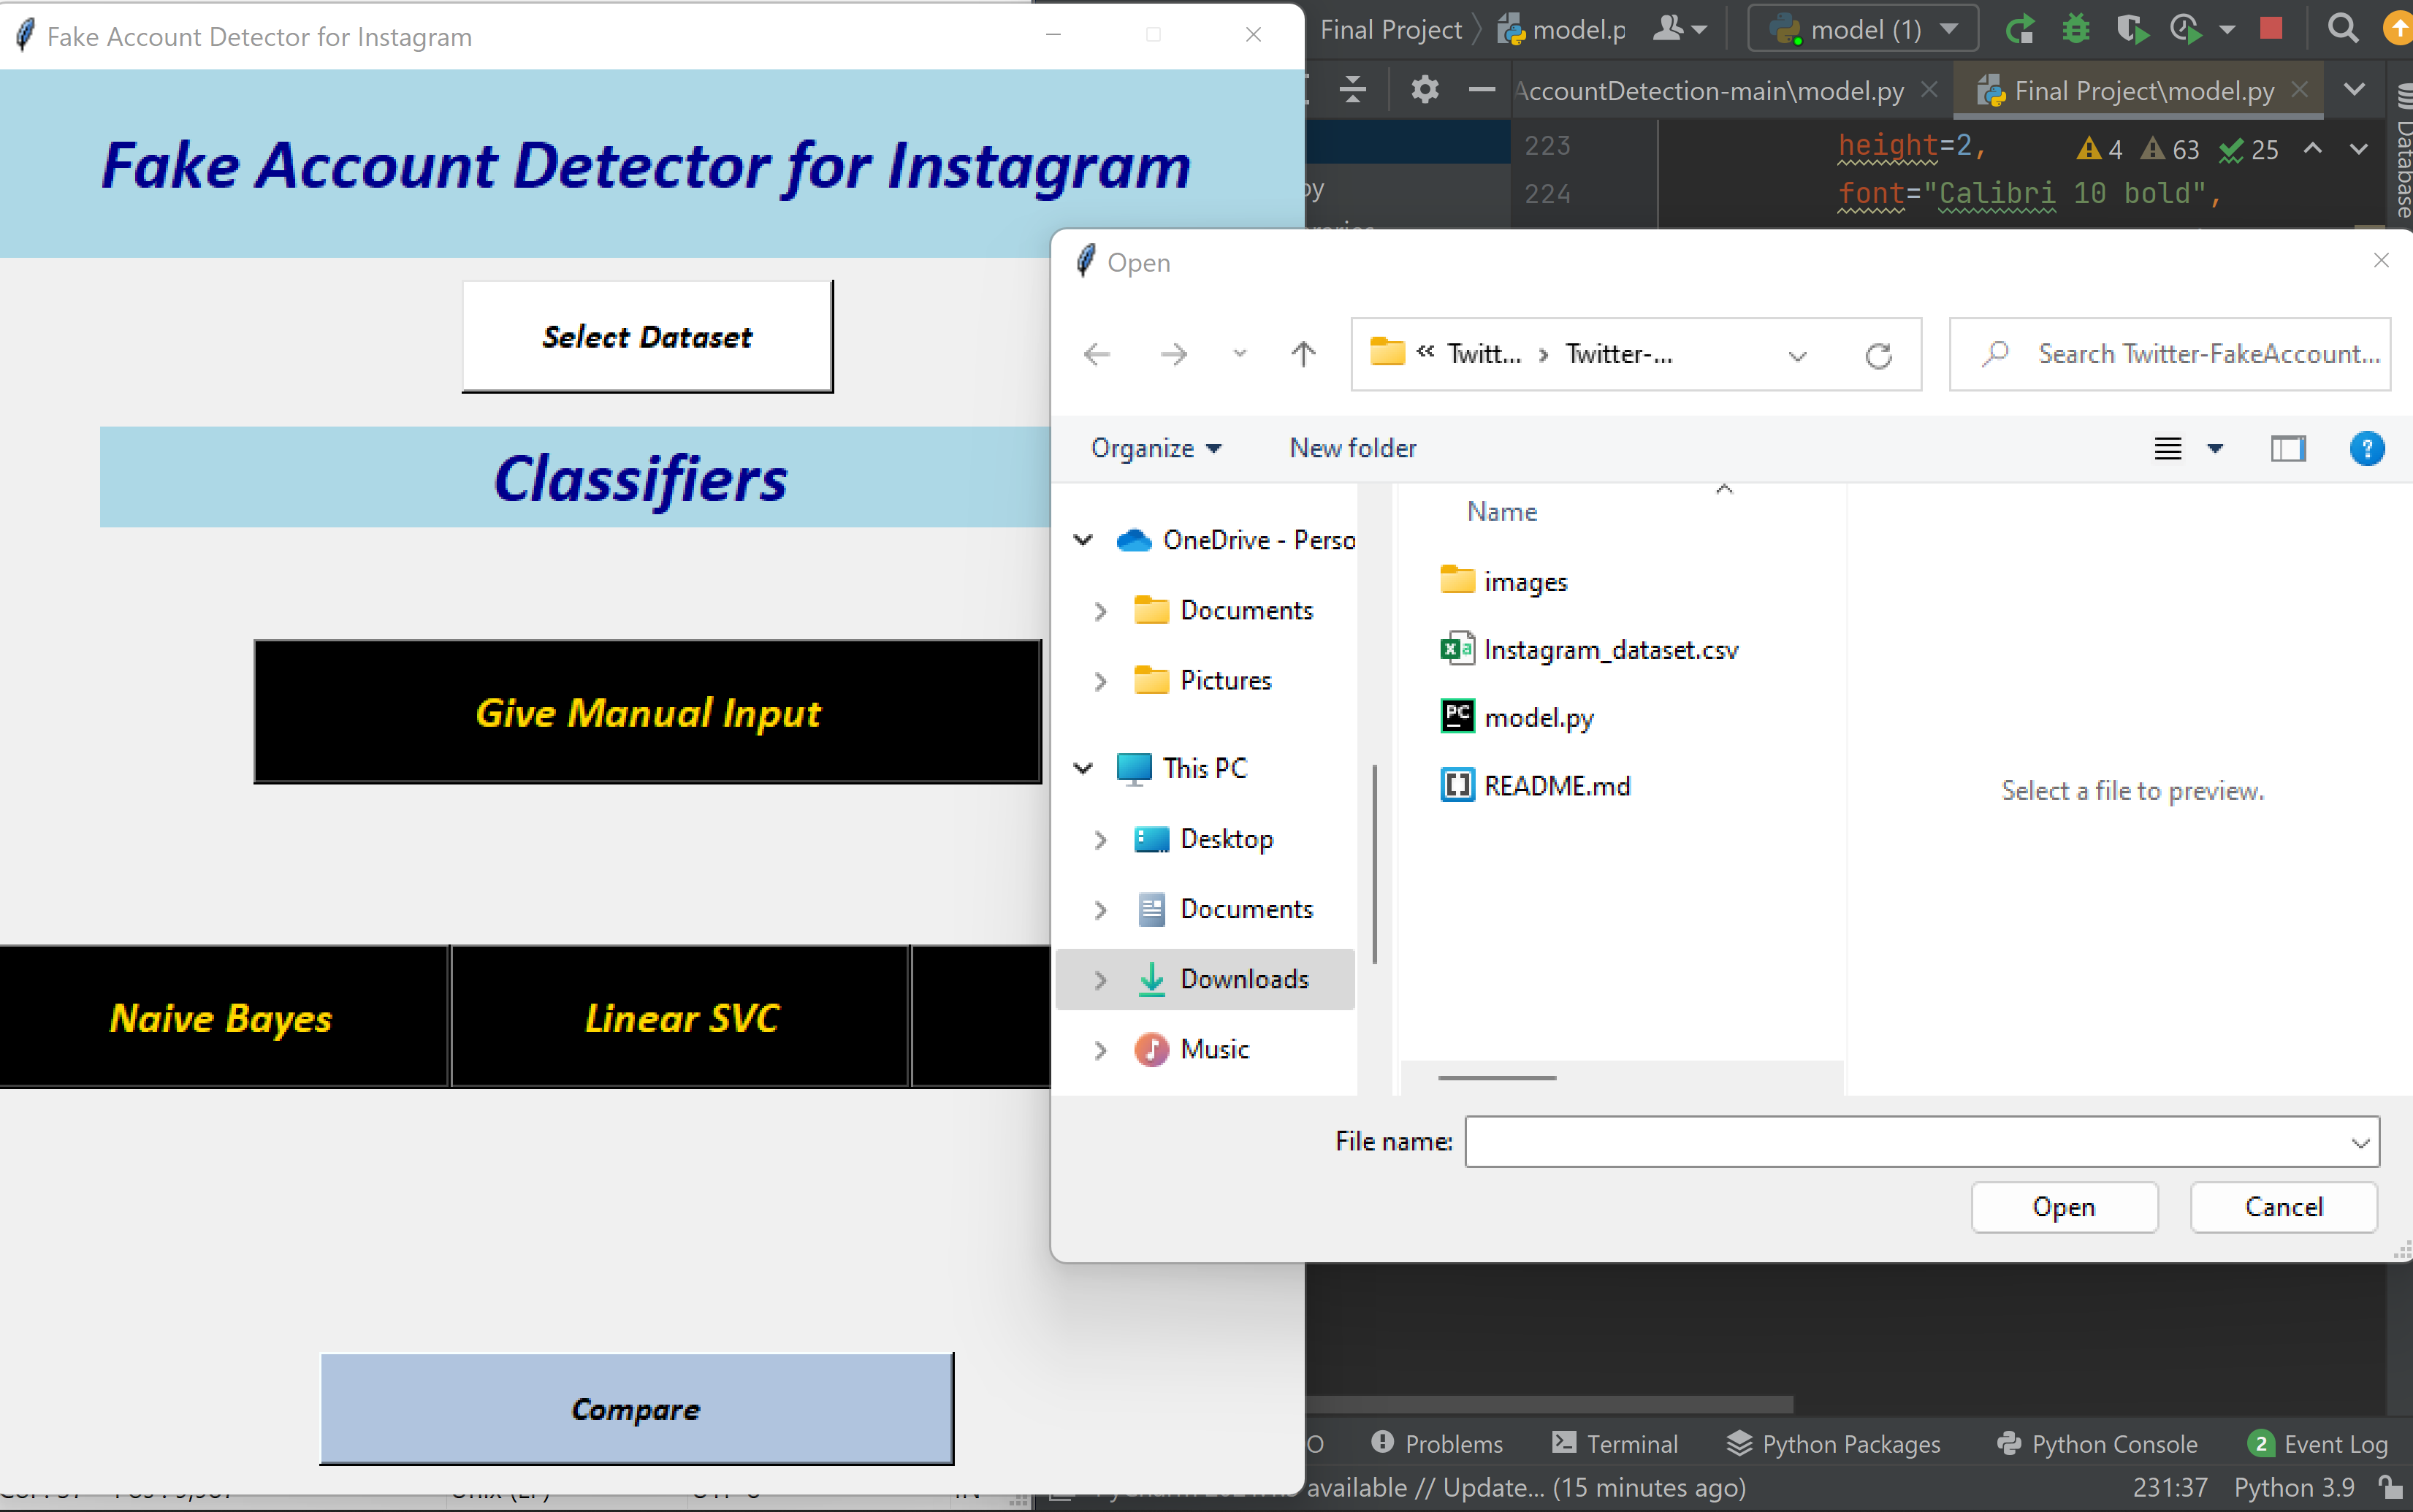 Fake Account Detector for Instagram
Fake Account Detector for Instagram
Select Dataset
Classifiers
Give Manual Input
Naive Bayes
Linear SVC
Compare
Final Project
model.p
model (1)
AccountDetection-main\model.py
Final Project\model.py
Database
223 height=2,
4 63 25
224 font="Calibri 10 bold",
py
Open
« Twitt... › Twitter-...
Search Twitter-FakeAccount...
Organize
New folder
Name
OneDrive - Perso
Documents
Pictures
This PC
Desktop
Documents
Downloads
Music
images
Instagram_dataset.csv
model.py
README.md
Select a file to preview.
File name:
Open
Cancel
Problems
Terminal
Python Packages
Python Console
2 Event Log
available // Update... (15 minutes ago)
231:37
Python 3.9